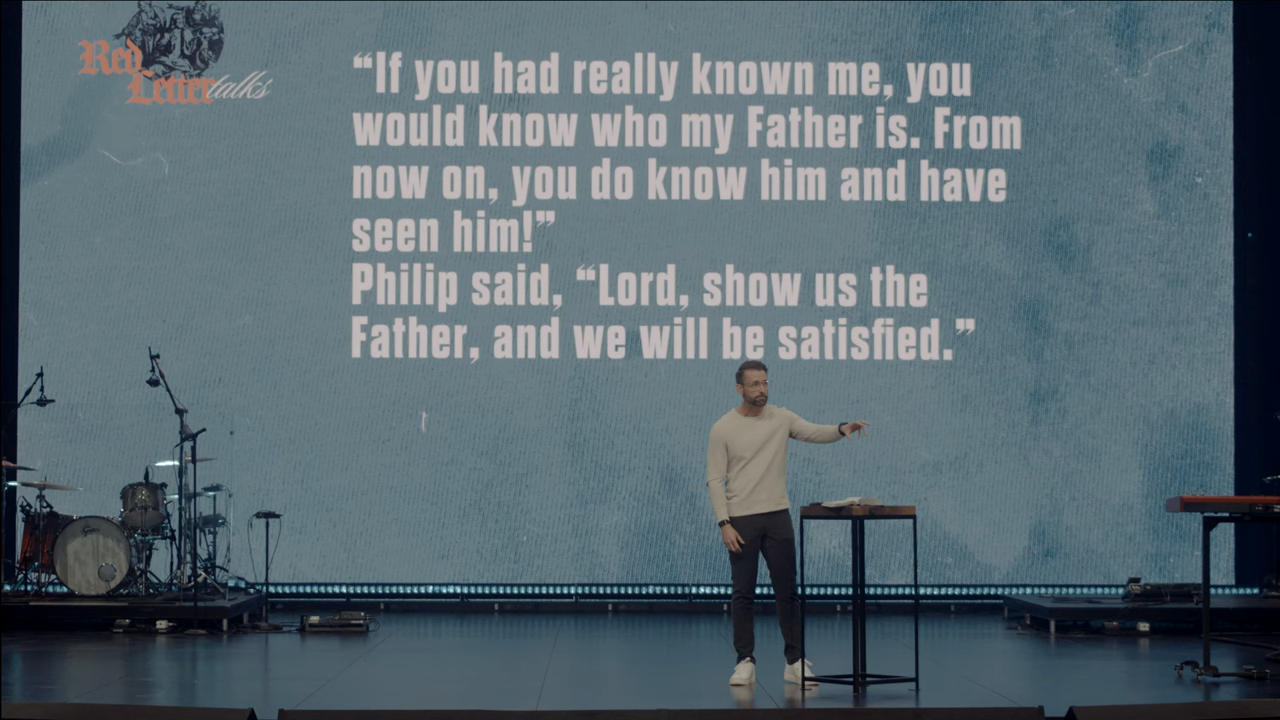 Red
Letter talks
“If you had really known me, you
would know who my Father is. From
now on, you do know him and have
seen him!”
Philip said, “Lord, show us the
Father, and we will be satisfied.”